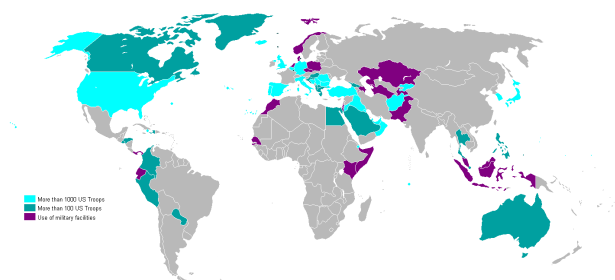 More than 1000 US Troops
More than 100 US Troops
Use of military facilities